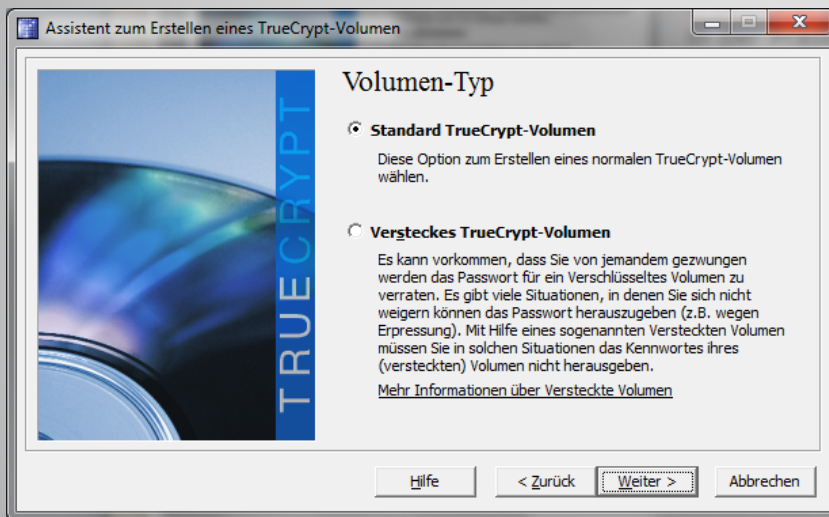 Assistent zum Erstellen eines TrueCrypt-Volumen
TRUECRYPT
Volumen-Typ
Standard TrueCrypt-Volumen
Diese Option zum Erstellen eines normalen TrueCrypt-Volumen
wählen.
Versteckes TrueCrypt-Volumen
Es kann vorkommen, dass Sie von jemandem gezwungen
werden das Passwort für ein Verschlüsseltes Volumen zu
verraten. Es gibt viele Situationen, in denen Sie sich nicht
weigern können das Passwort herauszugeben (z.B. wegen
Erpressung). Mit Hilfe eines sogenannten Versteckten Volumen
müssen Sie in solchen Situationen das Kennwortes ihres
(versteckten) Volumen nicht herausgeben.
Mehr Informationen über Versteckte Volumen
Hilfe
< Zurück
Weiter >
Abbrechen